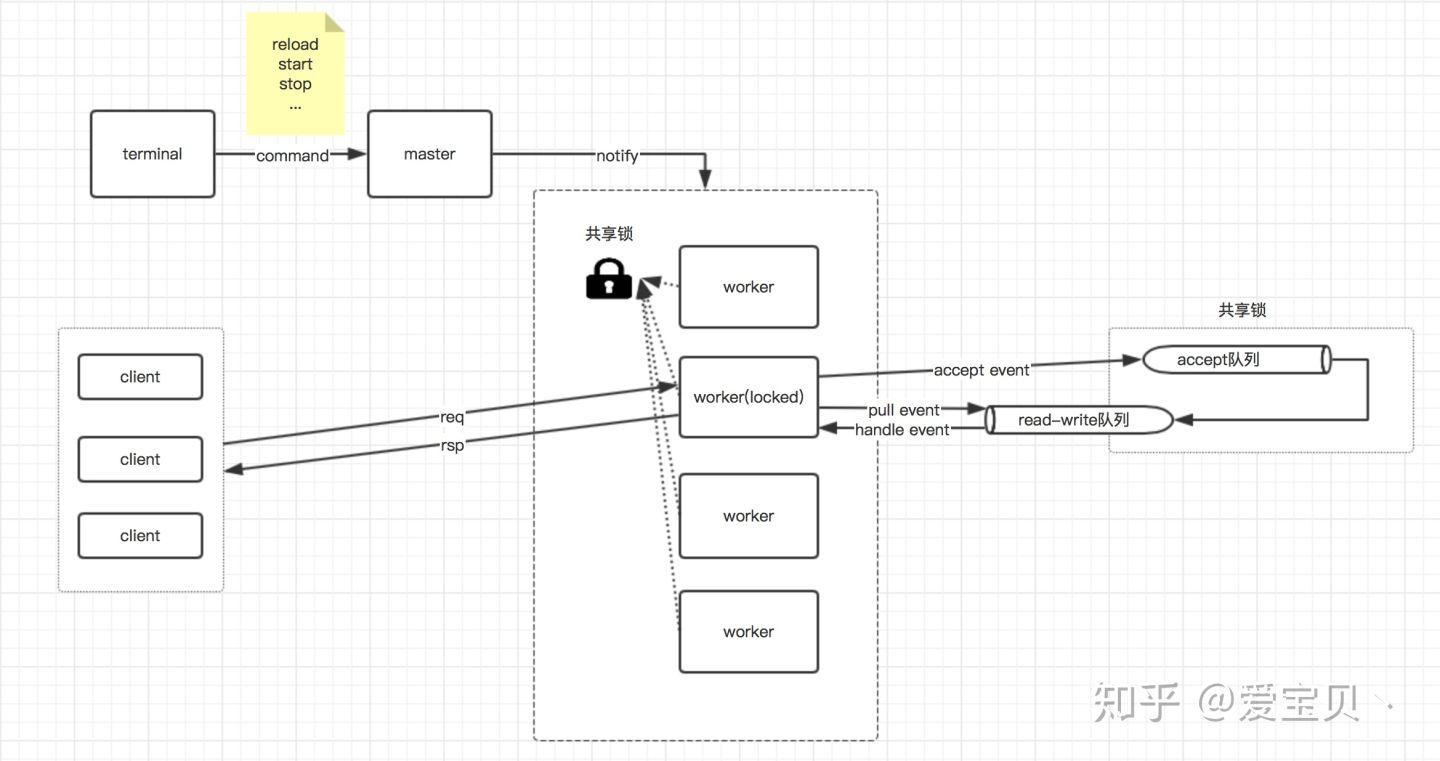 reload
start
stop
...
terminal
command
master
notify
共享锁
worker
共享锁
client
worker(locked)
accept event
accept队列
req
pull event
read-write队列
handle event
client
rsp
worker
client
worker
知乎 @爱宝贝丶